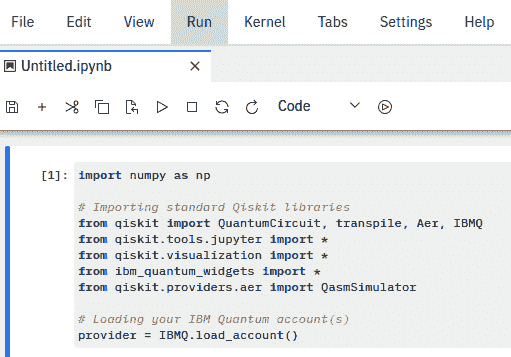 File Edit View Run Kernel Tabs Settings Help
Untitled.ipynb
Code
[1]: import numpy as np
# Importing standard Qiskit libraries
from qiskit import QuantumCircuit, transpile, Aer, IBMQ
from qiskit.tools.jupyter import *
from qiskit.visualization import *
from ibm_quantum_widgets import *
from qiskit.providers.aer import QasmSimulator
# Loading your IBM Quantum account(s)
provider = IBMQ.load_account()